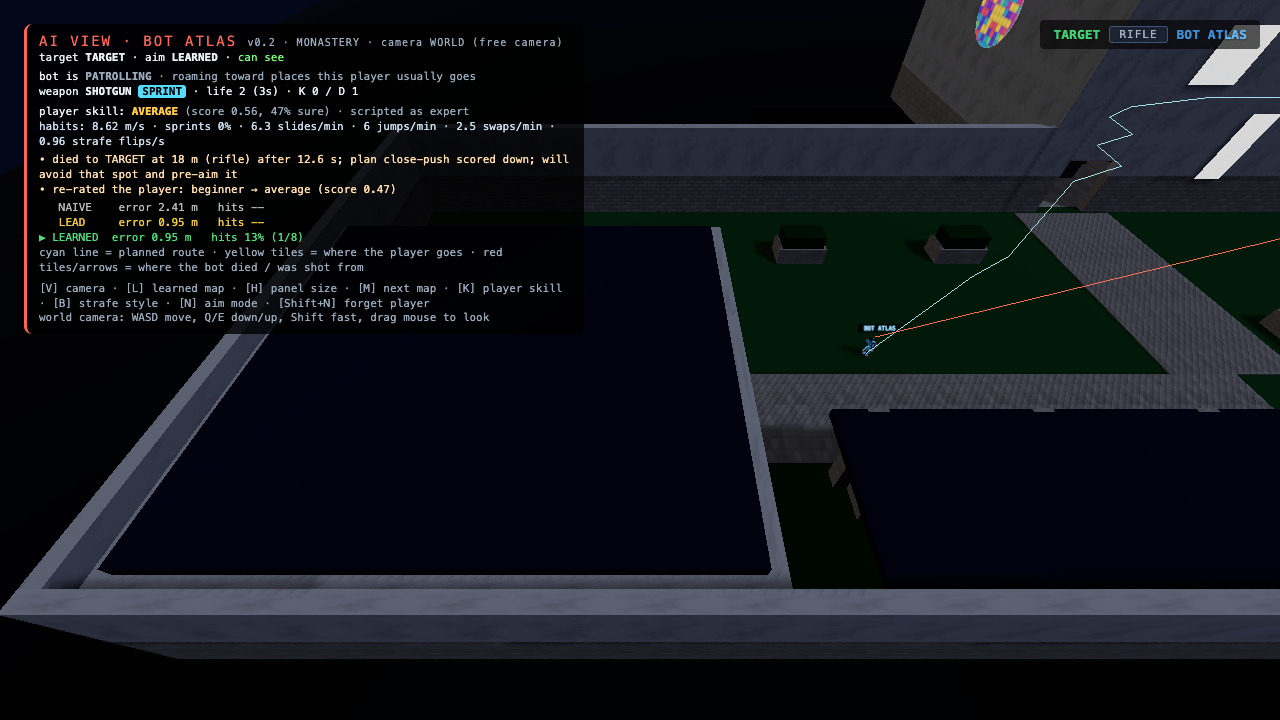 AI VIEW · BOT ATLAS v0.2 · MONASTERY · camera WORLD (free camera)
target TARGET · aim LEARNED · can see
bot is PATROLLING · roaming toward places this player usually goes
weapon SHOTGUN SPRINT · life 2 (3s) · K 0 / D 1
player skill: AVERAGE (score 0.56, 47% sure) · scripted as expert
habits: 8.62 m/s · sprints 0% · 6.3 slides/min · 6 jumps/min · 2.5 swaps/min ·
0.96 strafe flips/s
• died to TARGET at 18 m (rifle) after 12.6 s; plan close-push scored down; will
avoid that spot and pre-aim it
• re-rated the player: beginner → average (score 0.47)
NAIVE error 2.41 m hits ——
LEAD error 0.95 m hits ——
▶ LEARNED error 0.95 m hits 13% (1/8)
cyan line = planned route · yellow tiles = where the player goes · red
tiles/arrows = where the bot died / was shot from
[V] camera · [L] learned map · [H] panel size · [M] next map · [K] player skill
· [B] strafe style · [N] aim mode · [Shift+N] forget player
world camera: WASD move, Q/E down/up, Shift fast, drag mouse to look
TARGET RIFLE BOT ATLAS
BOT ATLAS